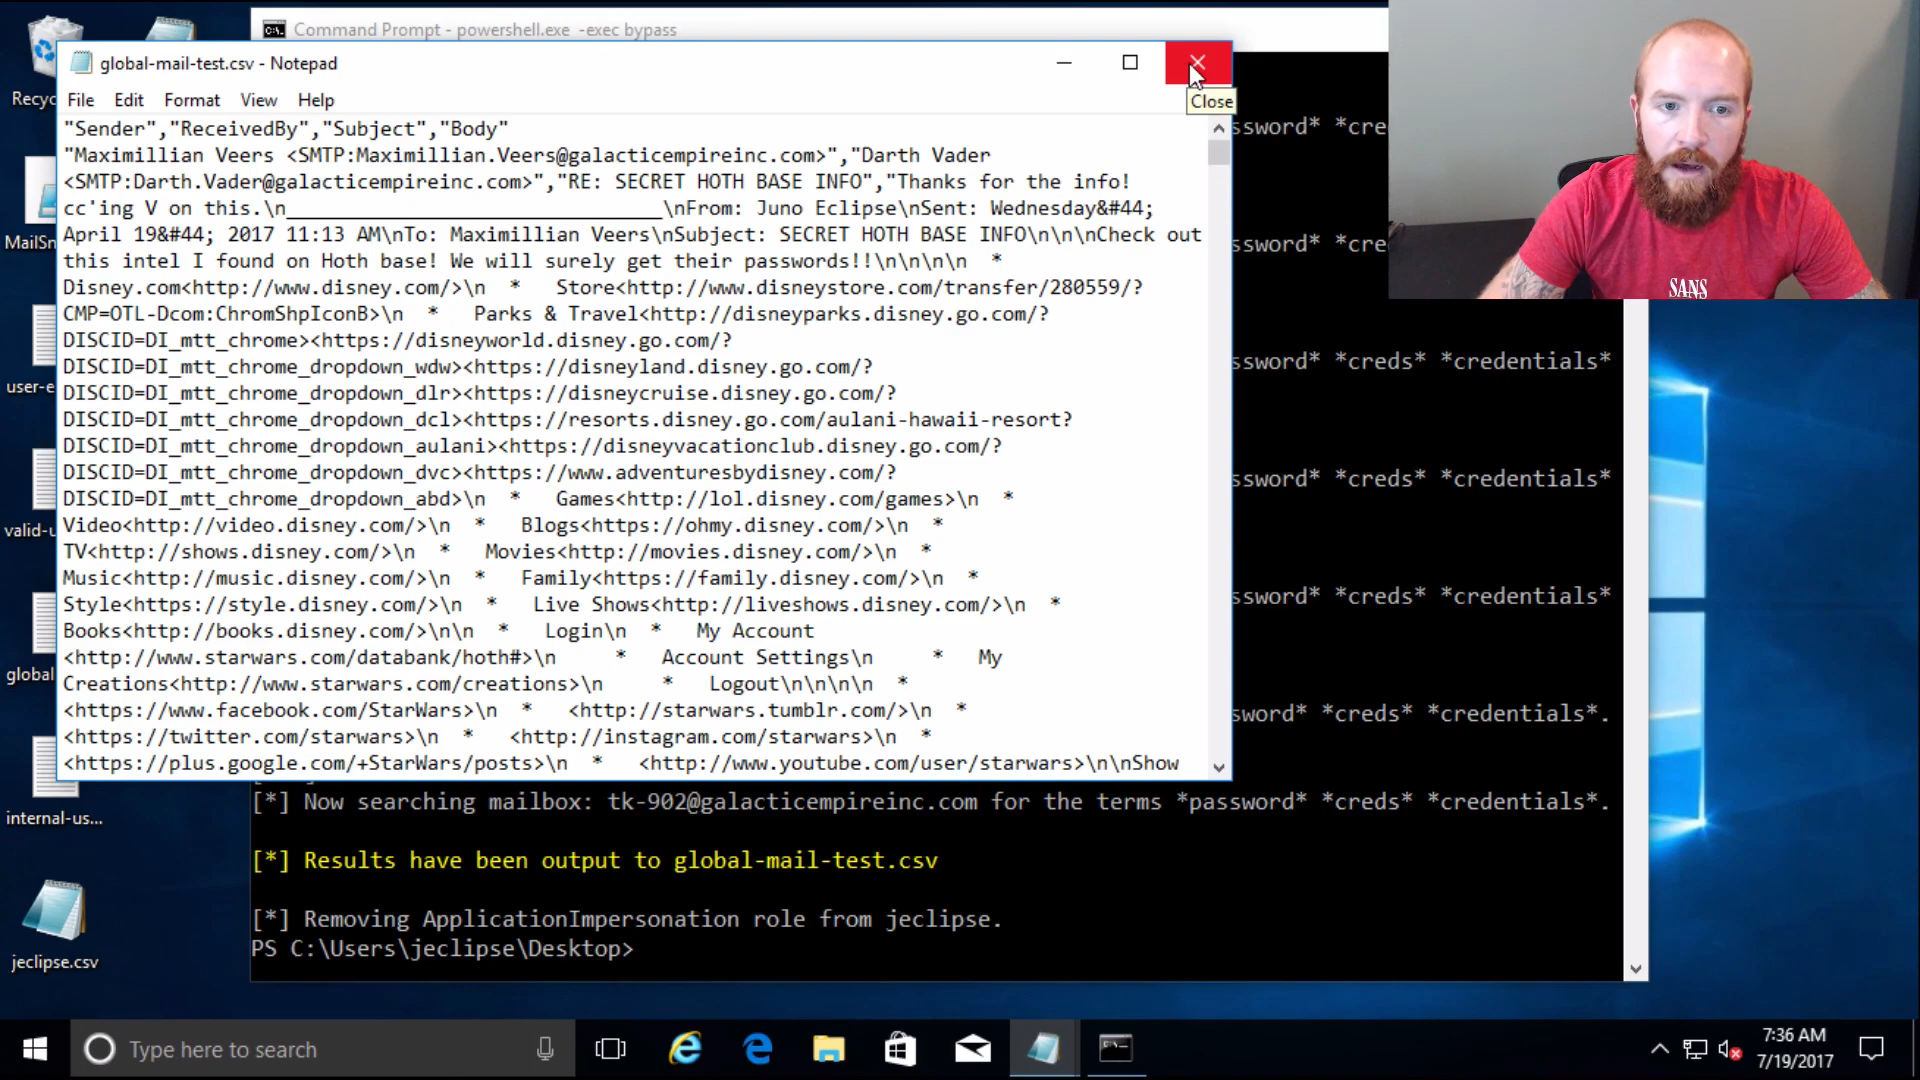 Command Prompt - powershell.exe  -exec bypass
global-mail-test.csv - Notepad
Close
File Edit Format View Help
"Sender","ReceivedBy","Subject","Body"
"Maximillian Veers <SMTP:Maximillian.Veers@galacticempireinc.com>","Darth Vader
<SMTP:Darth.Vader@galacticempireinc.com>","RE: SECRET HOTH BASE INFO","Thanks for the info!
cc'ing V on this.\n________________________________\nFrom: Juno Eclipse\nSent: Wednesday&#44;
April 19&#44; 2017 11:13 AM\nTo: Maximillian Veers\nSubject: SECRET HOTH BASE INFO\n\n\nCheck out
this intel I found on Hoth base! We will surely get their passwords!!\n\n\n\n  *
Disney.com<http://www.disney.com/>\n  *   Store<http://www.disneystore.com/transfer/280559/?
CMP=OTL-Dcom:ChromShpIconB>\n  *   Parks & Travel<http://disneyparks.disney.go.com/?
DISCID=DI_mtt_chrome><https://disneyworld.disney.go.com/?
DISCID=DI_mtt_chrome_dropdown_wdw><https://disneyland.disney.go.com/?
DISCID=DI_mtt_chrome_dropdown_dlr><https://disneycruise.disney.go.com/?
DISCID=DI_mtt_chrome_dropdown_dcl><https://resorts.disney.go.com/aulani-hawaii-resort?
DISCID=DI_mtt_chrome_dropdown_aulani><https://disneyvacationclub.disney.go.com/?
DISCID=DI_mtt_chrome_dropdown_dvc><https://www.adventuresbydisney.com/?
DISCID=DI_mtt_chrome_dropdown_abd>\n  *   Games<http://lol.disney.com/games>\n  *
Video<http://video.disney.com/>\n  *   Blogs<https://ohmy.disney.com/>\n  *
TV<http://shows.disney.com/>\n  *   Movies<http://movies.disney.com/>\n  *
Music<http://music.disney.com/>\n  *   Family<https://family.disney.com/>\n  *
Style<https://style.disney.com/>\n  *   Live Shows<http://liveshows.disney.com/>\n  *
Books<http://books.disney.com/>\n\n  *   Login\n  *   My Account
<http://www.starwars.com/databank/hoth#>\n     *   Account Settings\n     *   My
Creations<http://www.starwars.com/creations>\n     *   Logout\n\n\n\n  *
<https://www.facebook.com/StarWars>\n  *   <http://starwars.tumblr.com/>\n  *
<https://twitter.com/starwars>\n  *   <http://instagram.com/starwars>\n  *
<https://plus.google.com/+StarWars/posts>\n  *   <http://www.youtube.com/user/starwars>\n\nShow
ssword* *cre
ssword* *cre
ssword* *creds* *credentials*
ssword* *creds* *credentials*
ssword* *creds* *credentials*
sword* *creds* *credentials*.
[*] Now searching mailbox: tk-902@galacticempireinc.com for the terms *password* *creds* *credentials*.
[*] Results have been output to global-mail-test.csv
[*] Removing ApplicationImpersonation role from jeclipse.
PS C:\Users\jeclipse\Desktop>
SANS
Recyc
MailSn
user-e
valid-u
global
internal-us...
jeclipse.csv
Type here to search
7:36 AM
7/19/2017